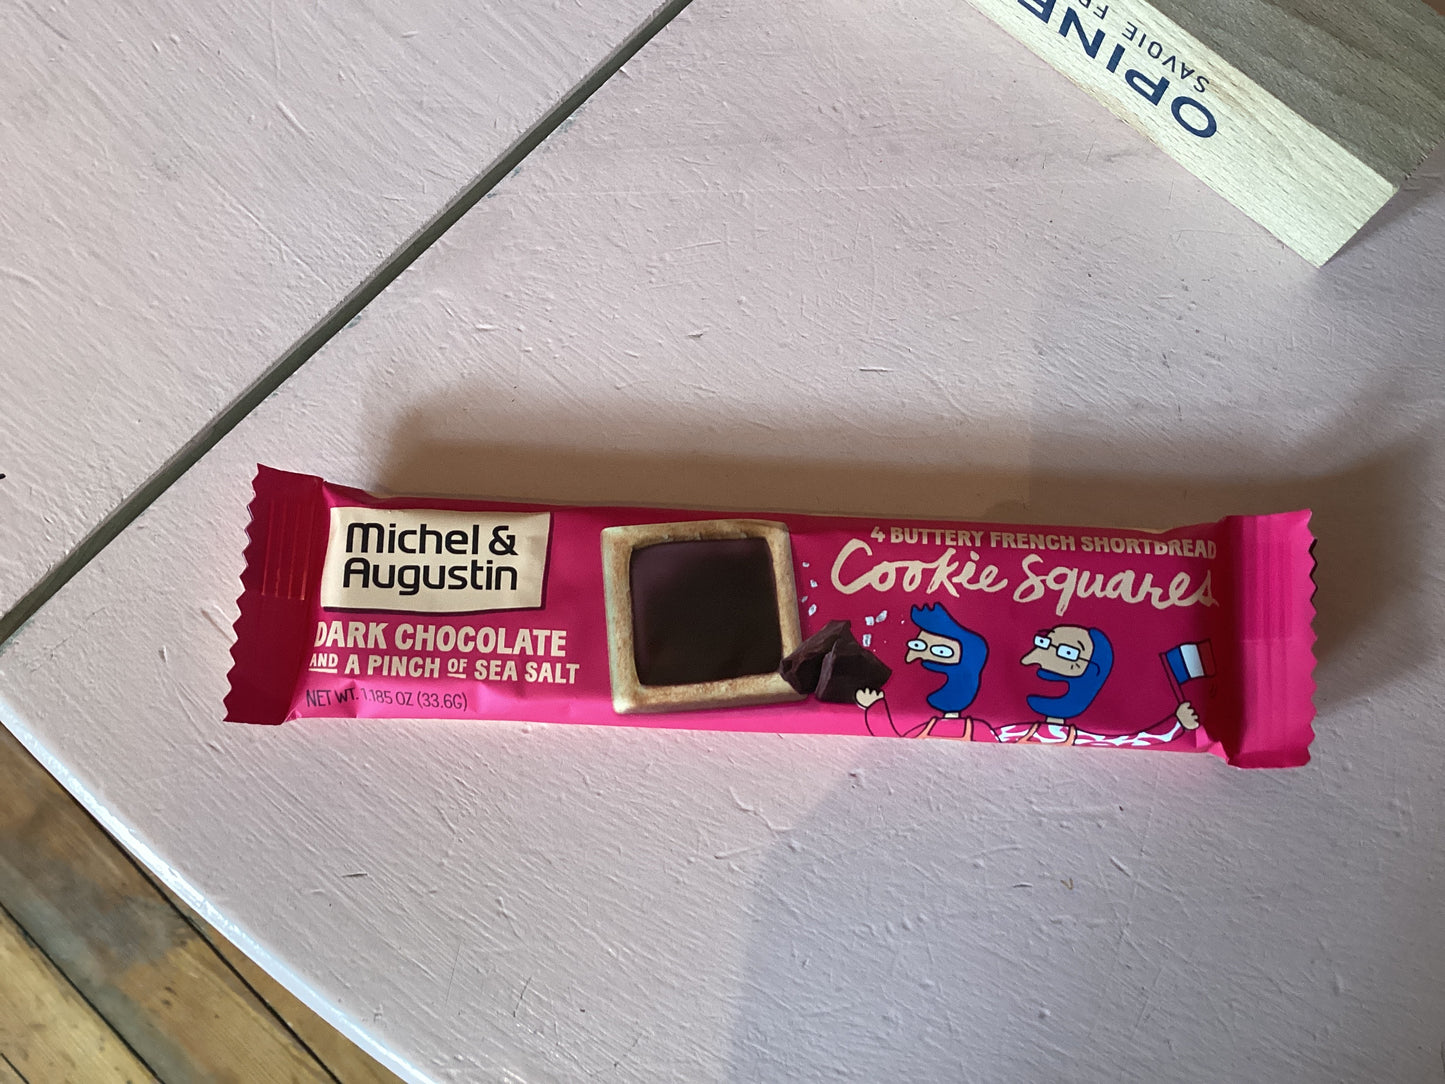 OPINE
SAVOIE FR
Michel &
Augustin
DARK CHOCOLATE
AND A PINCH OF SEA SALT
NET WT. 1.185 OZ (33.6G)
4 BUTTERY FRENCH SHORTBREAD
Cookie Squares